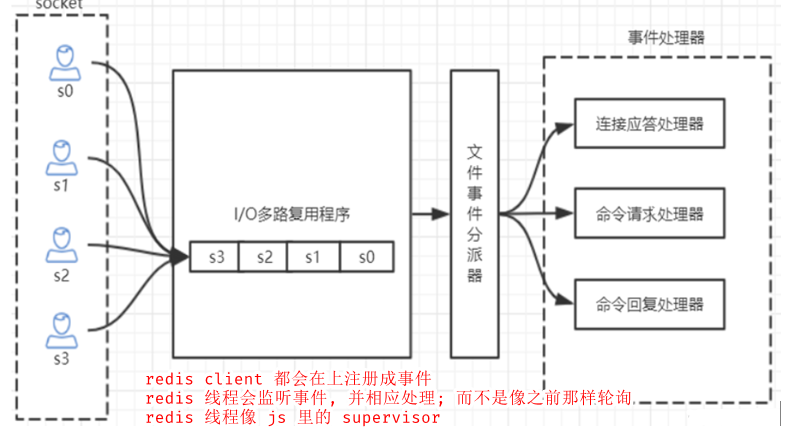 socket
s0
s1
s2
s3
I/O多路复用程序
s3 s2 s1 s0
文件事件分派器
事件处理器
连接应答处理器
命令请求处理器
命令回复处理器
redis client 都会在上注册成事件
redis 线程会监听事件, 并相应处理; 而不是像之前那样轮询
redis 线程像 js 里的 supervisor